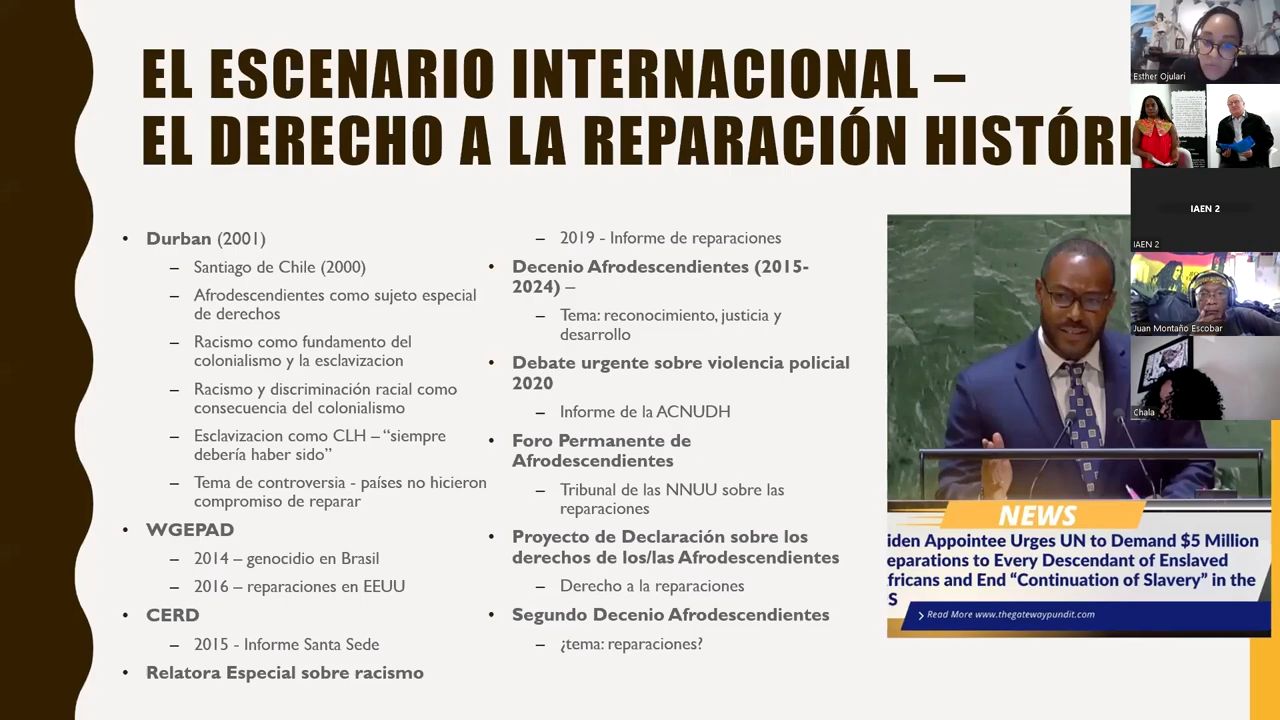 EL ESCENARIO INTERNACIONAL –
EL DERECHO A LA REPARACIÓN HISTÓRI
• Durban (2001)
– Santiago de Chile (2000)
– Afrodescendientes como sujeto especial
de derechos
– Racismo como fundamento del
colonialismo y la esclavizacion
– Racismo y discriminación racial como
consecuencia del colonialismo
– Esclavizacion como CLH – “siempre
debería haber sido”
– Tema de controversia - países no hicieron
compromiso de reparar
• WGEPAD
– 2014 – genocidio en Brasil
– 2016 – reparaciones en EEUU
• CERD
– 2015 - Informe Santa Sede
• Relatora Especial sobre racismo
– 2019 - Informe de reparaciones
• Decenio Afrodescendientes (2015-
2024) –
– Tema: reconocimiento, justicia y
desarrollo
• Debate urgente sobre violencia policial
2020
– Informe de la ACNUDH
• Foro Permanente de
Afrodescendientes
– Tribunal de las NNUU sobre las
reparaciones
• Proyecto de Declaración sobre los
derechos de los/las Afrodescendientes
– Derecho a la reparaciones
• Segundo Decenio Afrodescendientes
– ¿tema: reparaciones?
NEWS
iden Appointee Urges UN to Demand $5 Million
eparations to Every Descendant of Enslaved
fricans and End “Continuation of Slavery” in the
S
Read More www.thegatewaypundit.com
Esther Ojulari
IAEN 2
IAEN 2
Juan Montaño Escobar
Chala